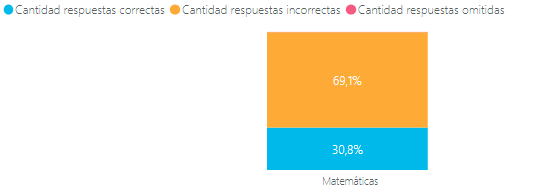 Cantidad respuestas correctas Cantidad respuestas incorrectas Cantidad respuestas omitidas
69,1%
30,8%
Matemáticas